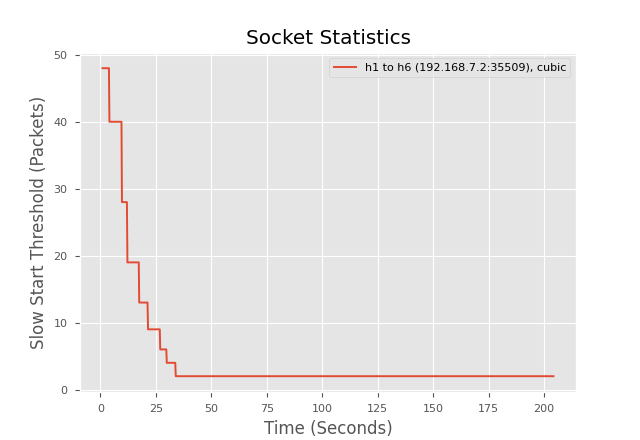 Socket Statistics
h1 to h6 (192.168.7.2:35509), cubic
Slow Start Threshold (Packets)
50
40
30
20
10
0
0 25 50 75 100 125 150 175 200
Time (Seconds)